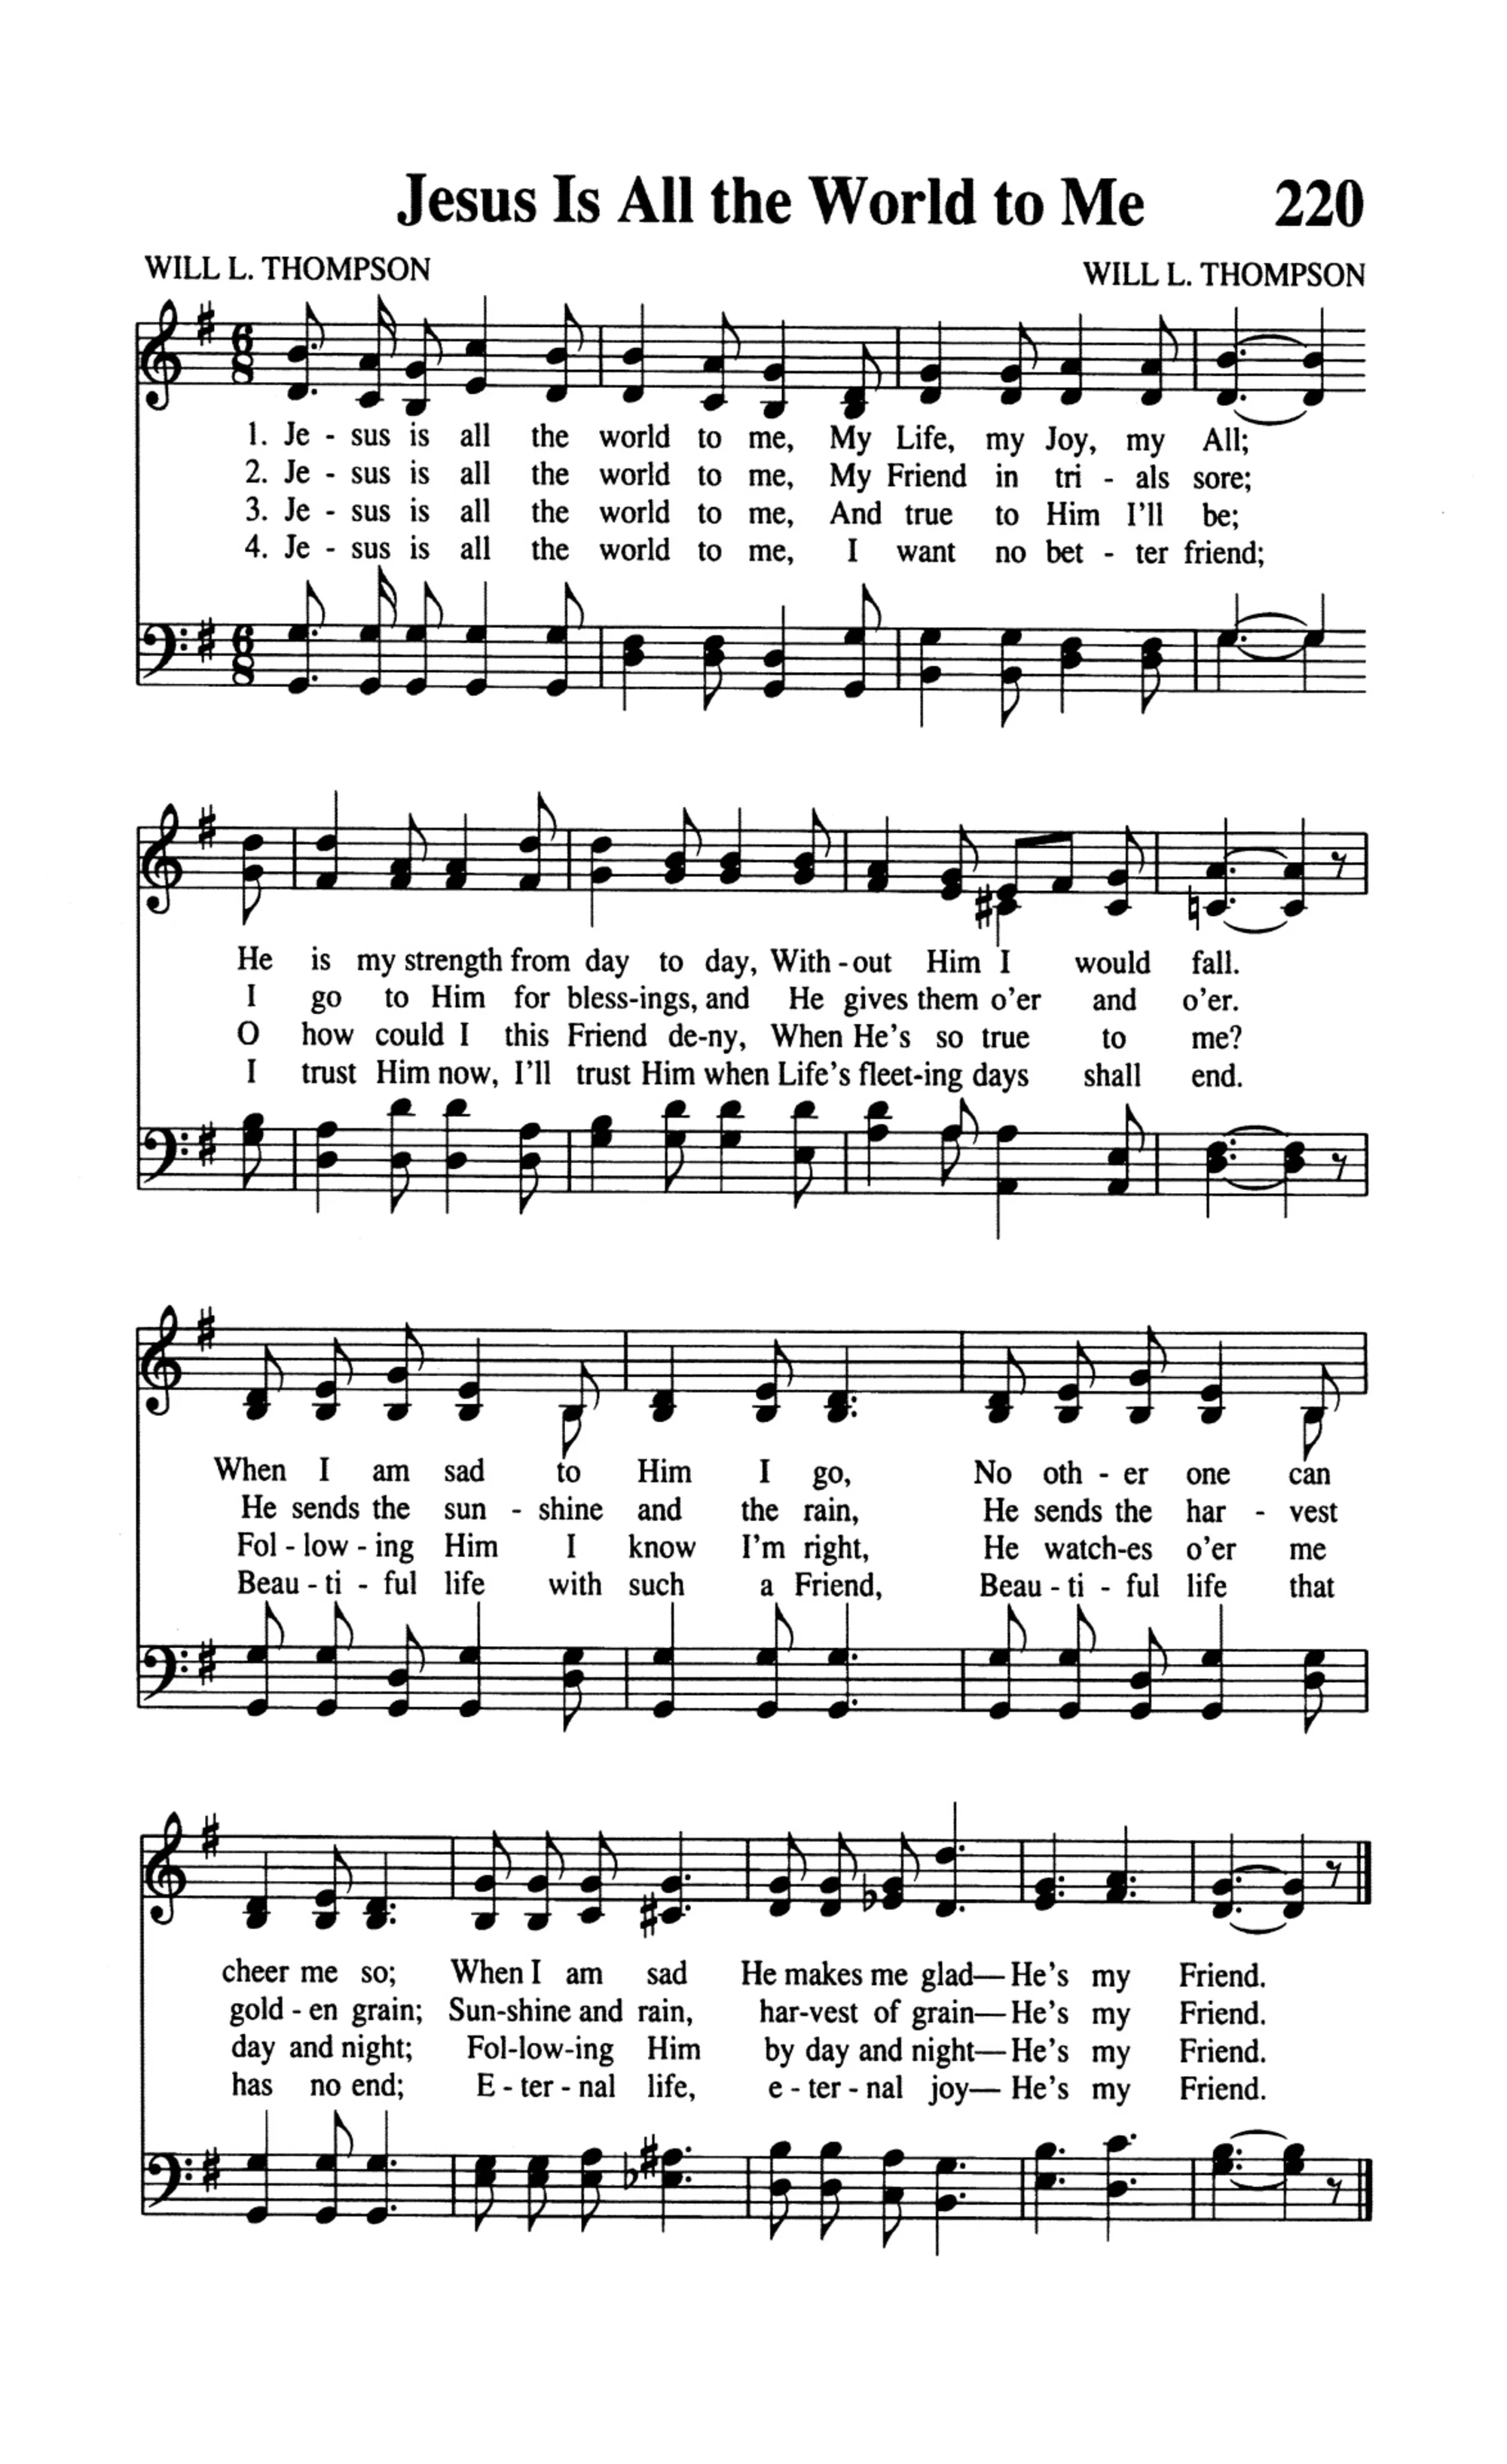 Jesus Is All the World to Me 220
WILL L. THOMPSON WILL L. THOMPSON
1. Je - sus is all the world to me, My Life, my Joy, my All;
2. Je - sus is all the world to me, My Friend in tri - als sore;
3. Je - sus is all the world to me, And true to Him I'll be;
4. Je - sus is all the world to me, I want no bet - ter friend;
He is my strength from day to day, With - out Him I would fall.
I go to Him for bless-ings, and He gives them o'er and o'er.
O how could I this Friend de-ny, When He's so true to me?
I trust Him now, I'll trust Him when Life's fleet-ing days shall end.
When I am sad to Him I go, No oth - er one can
He sends the sun - shine and the rain, He sends the har - vest
Fol - low - ing Him I know I'm right, He watch-es o'er me
Beau - ti - ful life with such a Friend, Beau - ti - ful life that
cheer me so; When I am sad He makes me glad— He's my Friend.
gold - en grain; Sun-shine and rain, har-vest of grain— He's my Friend.
day and night; Fol-low-ing Him by day and night— He's my Friend.
has no end; E - ter - nal life, e - ter - nal joy— He's my Friend.